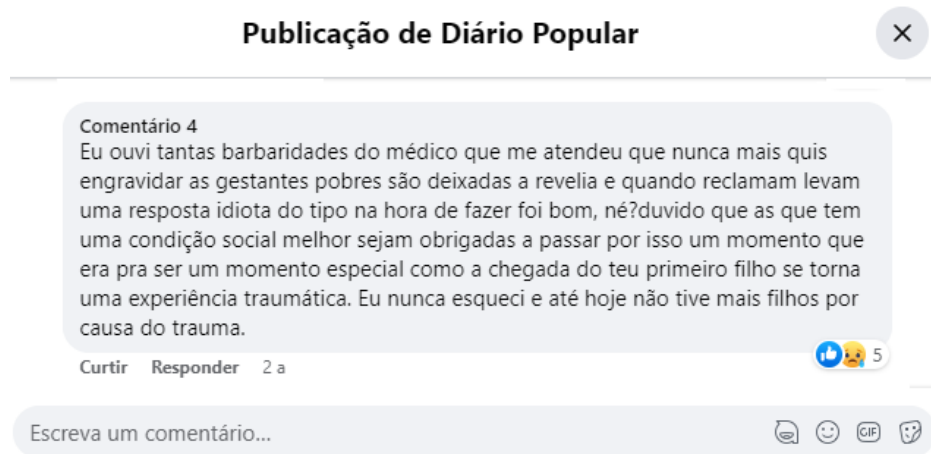 Publicação de Diário Popular
Comentário 4
Eu ouvi tantas barbaridades do médico que me atendeu que nunca mais quis
engravidar as gestantes pobres são deixadas a revelia e quando reclamam levam
uma resposta idiota do tipo na hora de fazer foi bom, né?duvido que as que tem
uma condição social melhor sejam obrigadas a passar por isso um momento que
era pra ser um momento especial como a chegada do teu primeiro filho se torna
uma experiência traumática. Eu nunca esqueci e até hoje não tive mais filhos por
causa do trauma.
Curtir Responder 2 a
5
Escreva um comentário...
GIF